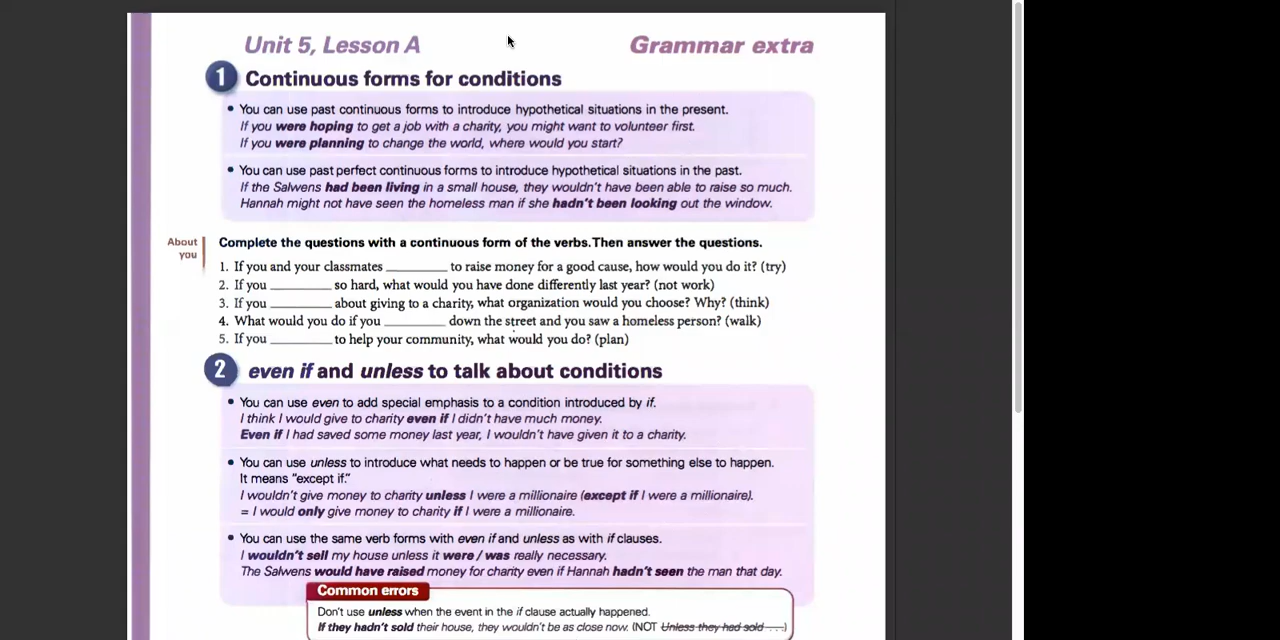 Unit 5, Lesson A Grammar extra
1 Continuous forms for conditions
• You can use past continuous forms to introduce hypothetical situations in the present.
If you were hoping to get a job with a charity, you might want to volunteer first.
If you were planning to change the world, where would you start?
• You can use past perfect continuous forms to introduce hypothetical situations in the past.
If the Salwens had been living in a small house, they wouldn't have been able to raise so much.
Hannah might not have seen the homeless man if she hadn't been looking out the window.
About you
Complete the questions with a continuous form of the verbs. Then answer the questions.
1. If you and your classmates ________ to raise money for a good cause, how would you do it? (try)
2. If you ________ so hard, what would you have done differently last year? (not work)
3. If you ________ about giving to a charity, what organization would you choose? Why? (think)
4. What would you do if you ________ down the street and you saw a homeless person? (walk)
5. If you ________ to help your community, what would you do? (plan)
2 even if and unless to talk about conditions
• You can use even to add special emphasis to a condition introduced by if.
I think I would give to charity even if I didn't have much money.
Even if I had saved some money last year, I wouldn't have given it to a charity.
• You can use unless to introduce what needs to happen or be true for something else to happen.
It means "except if."
I wouldn't give money to charity unless I were a millionaire (except if I were a millionaire).
= I would only give money to charity if I were a millionaire.
• You can use the same verb forms with even if and unless as with if clauses.
I wouldn't sell my house unless it were / was really necessary.
The Salwens would have raised money for charity even if Hannah hadn't seen the man that day.
Common errors
Don't use unless when the event in the if clause actually happened.
If they hadn't sold their house, they wouldn't be as close now. (NOT Unless they had sold . . .)